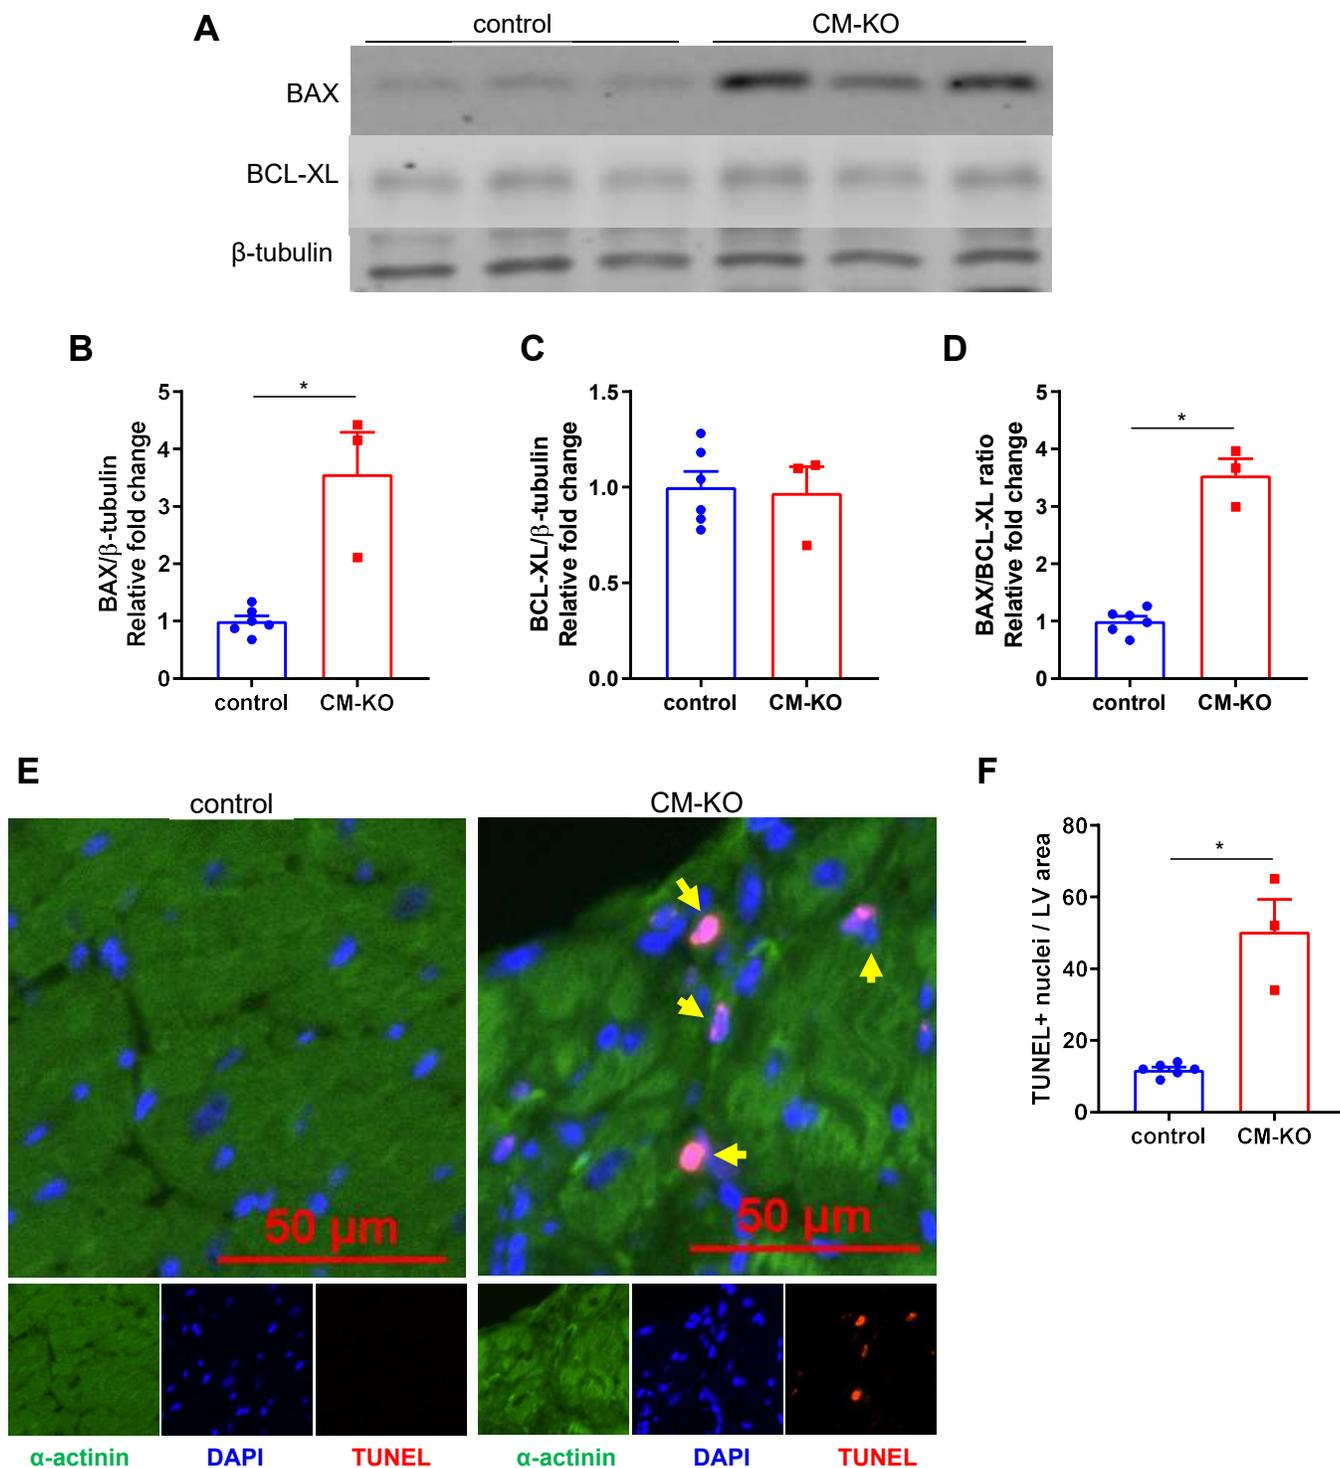 A
control
CM-KO
BAX
BCL-XL
β-tubulin
B
C
D
BAX/β-tubulin
Relative fold change
5
4
3
2
1
0
*
control
CM-KO
BCL-XL/β-tubulin
Relative fold change
1.5
1.0
0.5
0.0
control
CM-KO
BAX/BCL-XL ratio
Relative fold change
5
4
3
2
1
0
*
control
CM-KO
E
control
CM-KO
50 µm
50 µm
α-actinin
DAPI
TUNEL
α-actinin
DAPI
TUNEL
F
TUNEL+ nuclei / LV area
80
60
40
20
0
*
control
CM-KO